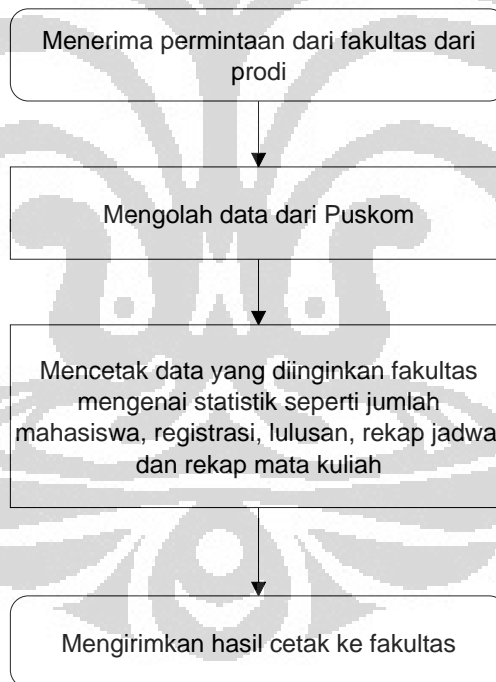 Menerima permintaan dari fakultas dari
prodi
Mengolah data dari Puskom
Mencetak data yang diinginkan fakultas
mengenai statistik seperti jumlah
mahasiswa, registrasi, lulusan, rekap jadwa
dan rekap mata kuliah
Mengirimkan hasil cetak ke fakultas